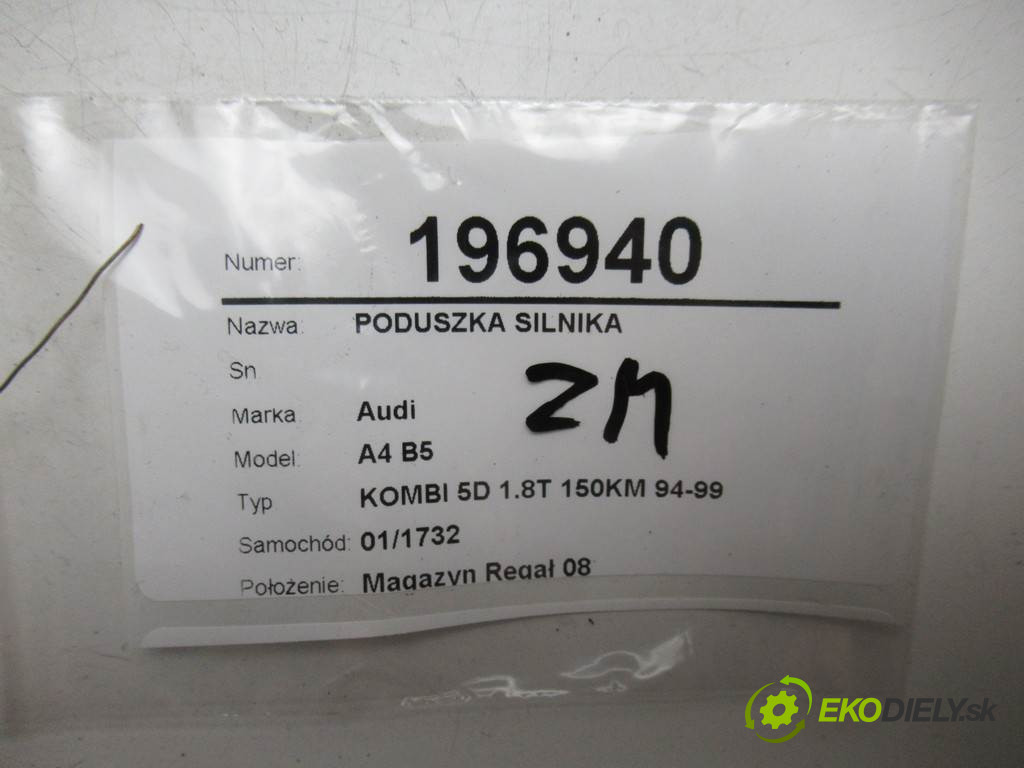 Numer: 196940
Nazwa: PODUSZKA SILNIKA
Sn
Marka Audi
Model: A4 B5
Typ KOMBI 5D 1.8T 150KM 94-99
Samochód: 01/1732
Położenie: Magazyn Regał 08
ZM
EKODIELY.sk